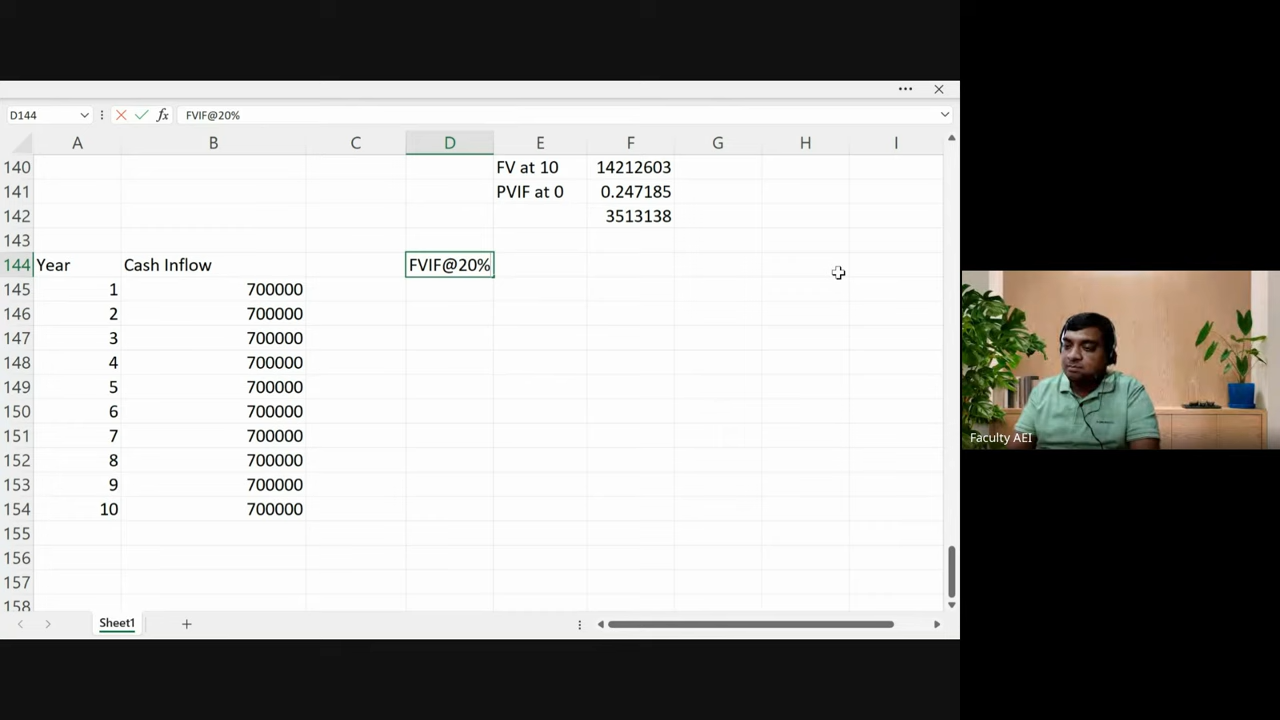 D144 FVIF@20%
A B C D E F G H I
140 FV at 10 14212603
141 PVIF at 0 0.247185
142 3513138
143
144 Year Cash Inflow FVIF@20%
145 1 700000
146 2 700000
147 3 700000
148 4 700000
149 5 700000
150 6 700000
151 7 700000
152 8 700000
153 9 700000
154 10 700000
155
156
157
158
Sheet1
Faculty AEI